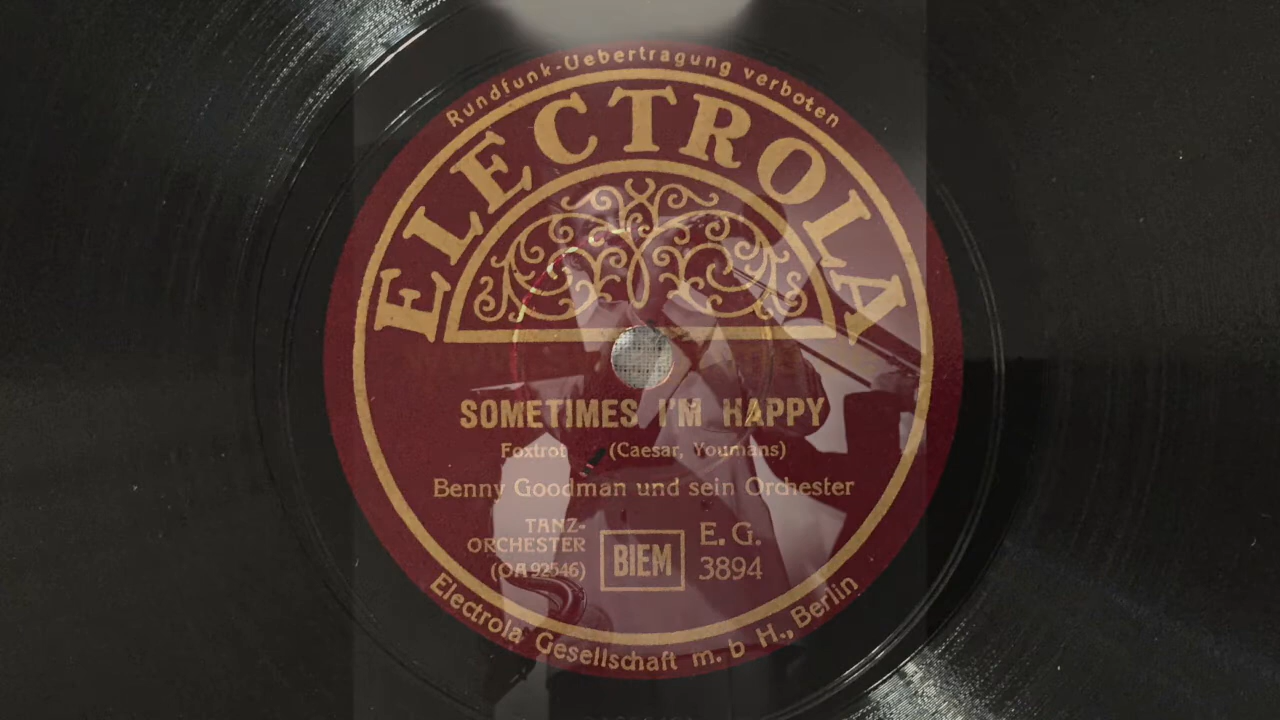 Rundfunk-Uebertragung verboten
ELECTROLA
SOMETIMES I'M HAPPY
Foxtrot (Caesar, Youmans)
Benny Goodman und sein Orchester
TANZ-
ORCHESTER
(OA 92546)
BIEM
E.G.
3894
Electrola Gesellschaft m. b H., Berlin